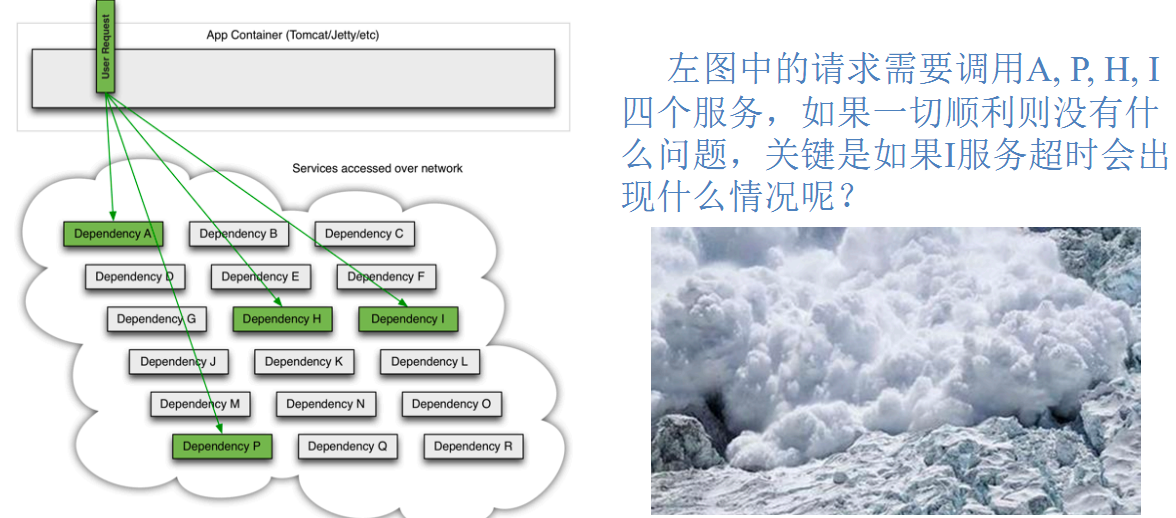 User Request
App Container (Tomcat/Jetty/etc)
Services accessed over network
Dependency A
Dependency B
Dependency C
Dependency D
Dependency E
Dependency F
Dependency G
Dependency H
Dependency I
Dependency J
Dependency K
Dependency L
Dependency M
Dependency N
Dependency O
Dependency P
Dependency Q
Dependency R
左图中的请求需要调用A, P, H, I
四个服务，如果一切顺利则没有什
么问题，关键是如果I服务超时会出
现什么情况呢？